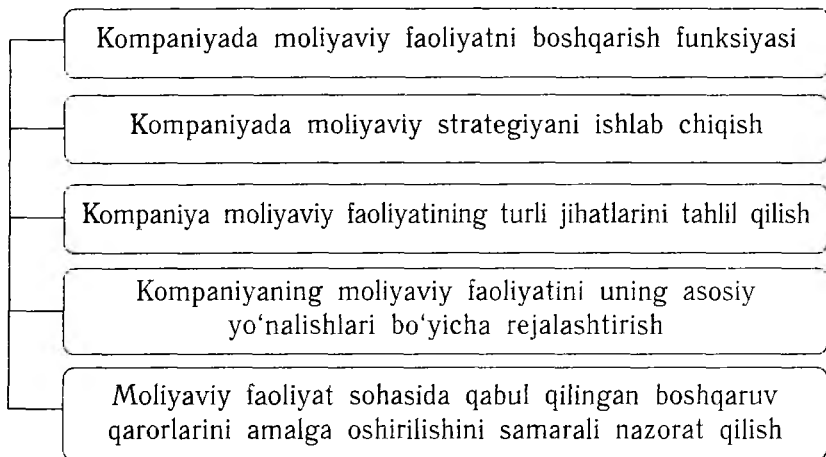 Kompaniyada moliyaviy faoliyatni boshqarish funksiyasi
Kompaniyada moliyaviy strategiyani ishlab chiqish
Kompaniya moliyaviy faoliyatining turli jihatlarini tahlil qilish
Kompaniyaning moliyaviy faoliyatini uning asosiy
yo‘nalishlari bo‘yicha rejalashtirish
Moliyaviy faoliyat sohasida qabul qilingan boshqaruv
qarorlarini amalga oshirilishini samarali nazorat qilish